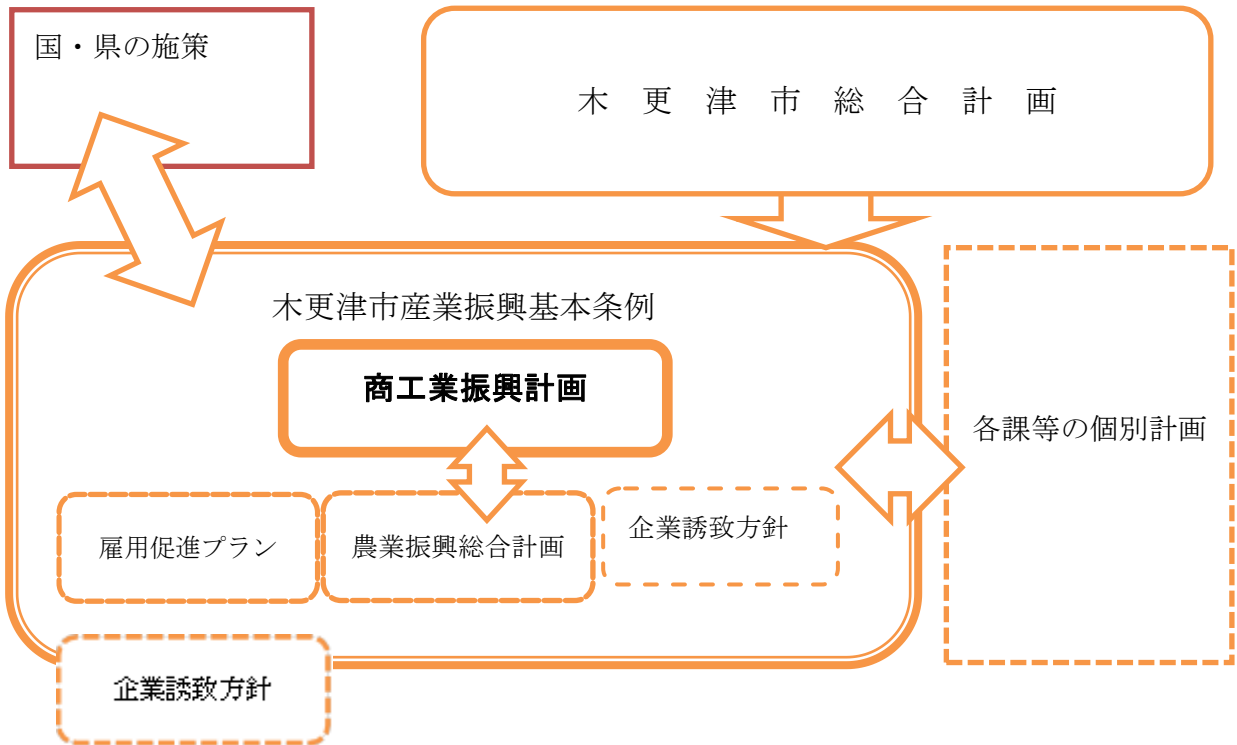 国・県の施策
木更津市総合計画
木更津市産業振興基本条例
商工業振興計画
各課等の個別計画
雇用促進プラン
農業振興総合計画
企業誘致方針
企業誘致方針